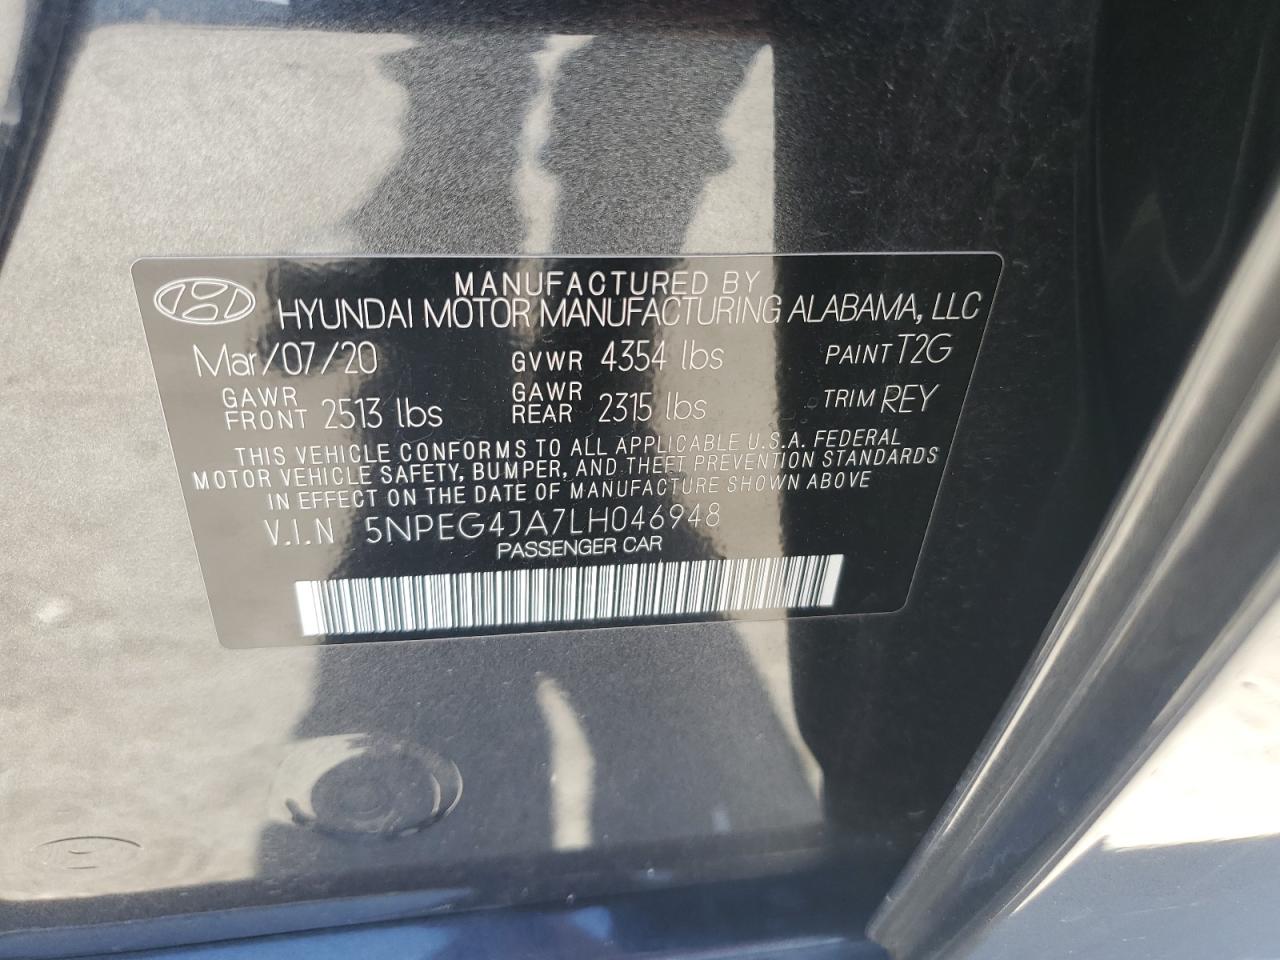 MANUFACTURED BY
HYUNDAI MOTOR MANUFACTURING ALABAMA, LLC
Mar/07/20 GVWR 4354 lbs PAINT T2G
GAWR FRONT 2513 lbs GAWR REAR 2315 lbs TRIM REY
THIS VEHICLE CONFORMS TO ALL APPLICABLE U.S.A. FEDERAL
MOTOR VEHICLE SAFETY, BUMPER, AND THEFT PREVENTION STANDARDS
IN EFFECT ON THE DATE OF MANUFACTURE SHOWN ABOVE
V.I.N 5NPEG4JA7LH046948
PASSENGER CAR